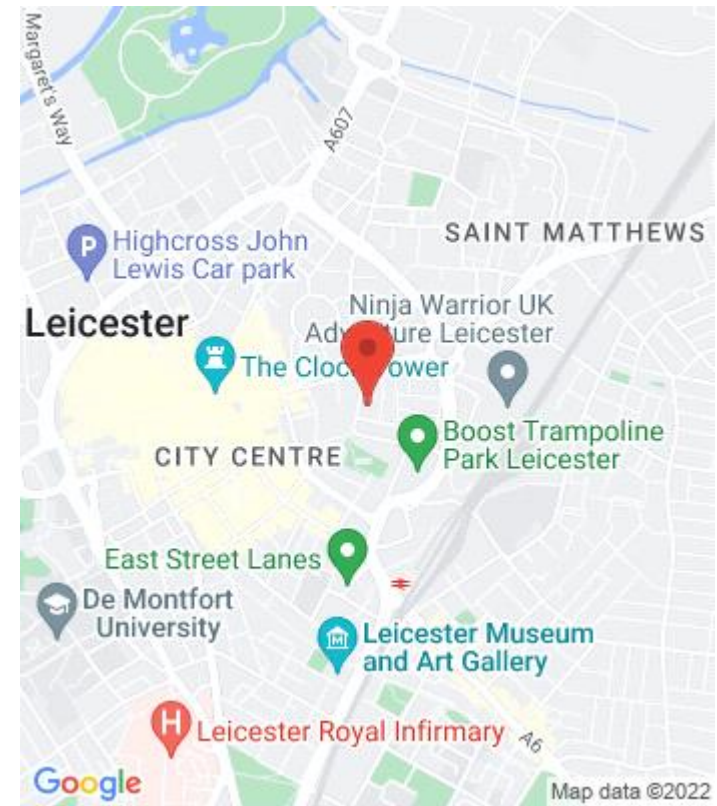 Margaret's Way
A607
SAINT MATTHEWS
P
Highcross John
Lewis Car park
Leicester
Ninja Warrior UK
Adventure Leicester
The Clock Tower
Boost Trampoline
Park Leicester
CITY CENTRE
East Street Lanes
De Montfort
University
Leicester Museum
and Art Gallery
H
Leicester Royal Infirmary
A6
Google
Map data ©2022